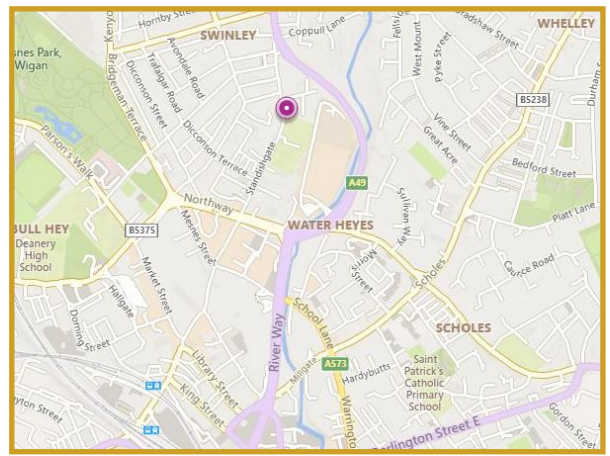 Hornby Street
SWINLEY
Coppull Lane
Bradshaw Street
WHELLEY
Mesnes Park,
Wigan
Kenyo
Bridgeman Terrace
Avondale Road
Trafalgar Road
Dicconson Street
Dicconson Terrace
Standishgate
Fellsi
West Mount
Pyke Street
B5238
Durham S
Vine Street
Great Acre
Bedford Street
Parson's Walk
A49
Northway
Sullivan Way
Platt Lane
BULL HEY
Deanery
High
School
B5375
Mesnes Street
WATER HEYES
Morris
Street
Scholes
Caunce Road
Market Street
Hallgate
Dorning Street
River Way
School Lane
SCHOLES
Library Street
King Street
Millgate
A573
Hardybutts
Saint
Patrick's
Catholic
Primary
School
Warringto
Darlington Street E
Gordon Street